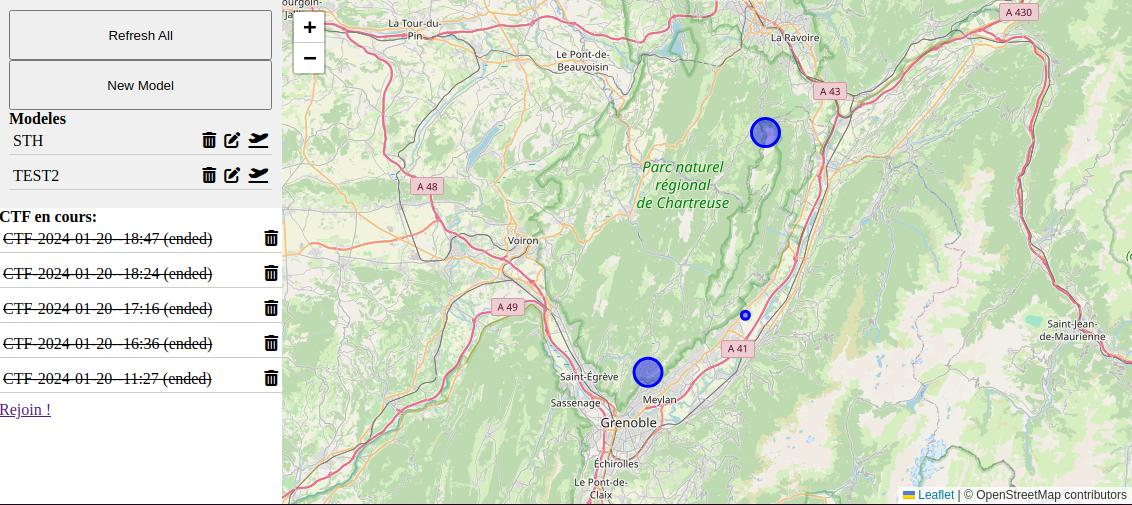 Refresh All
New Model
Modeles
STH
TEST2
CTF en cours:
CTF-2024-01-20--18:47 (ended)
CTF-2024-01-20--18:24 (ended)
CTF-2024-01-20--17:16 (ended)
CTF-2024-01-20--16:36 (ended)
CTF-2024-01-20--11:27 (ended)
Rejoin !
+
−
La Tour-du-
Pin
Le Pont-de-
Beauvoisin
La Ravoire
A 430
A 43
Parc naturel
régional
de Chartreuse
A 48
Voiron
A 49
A 41
Saint-Jean-
de-Maurienne
Saint-Égrève
Sassenage
Meylan
Grenoble
Échirolles
Le Pont-de-
Claix
Leaflet | © OpenStreetMap contributors